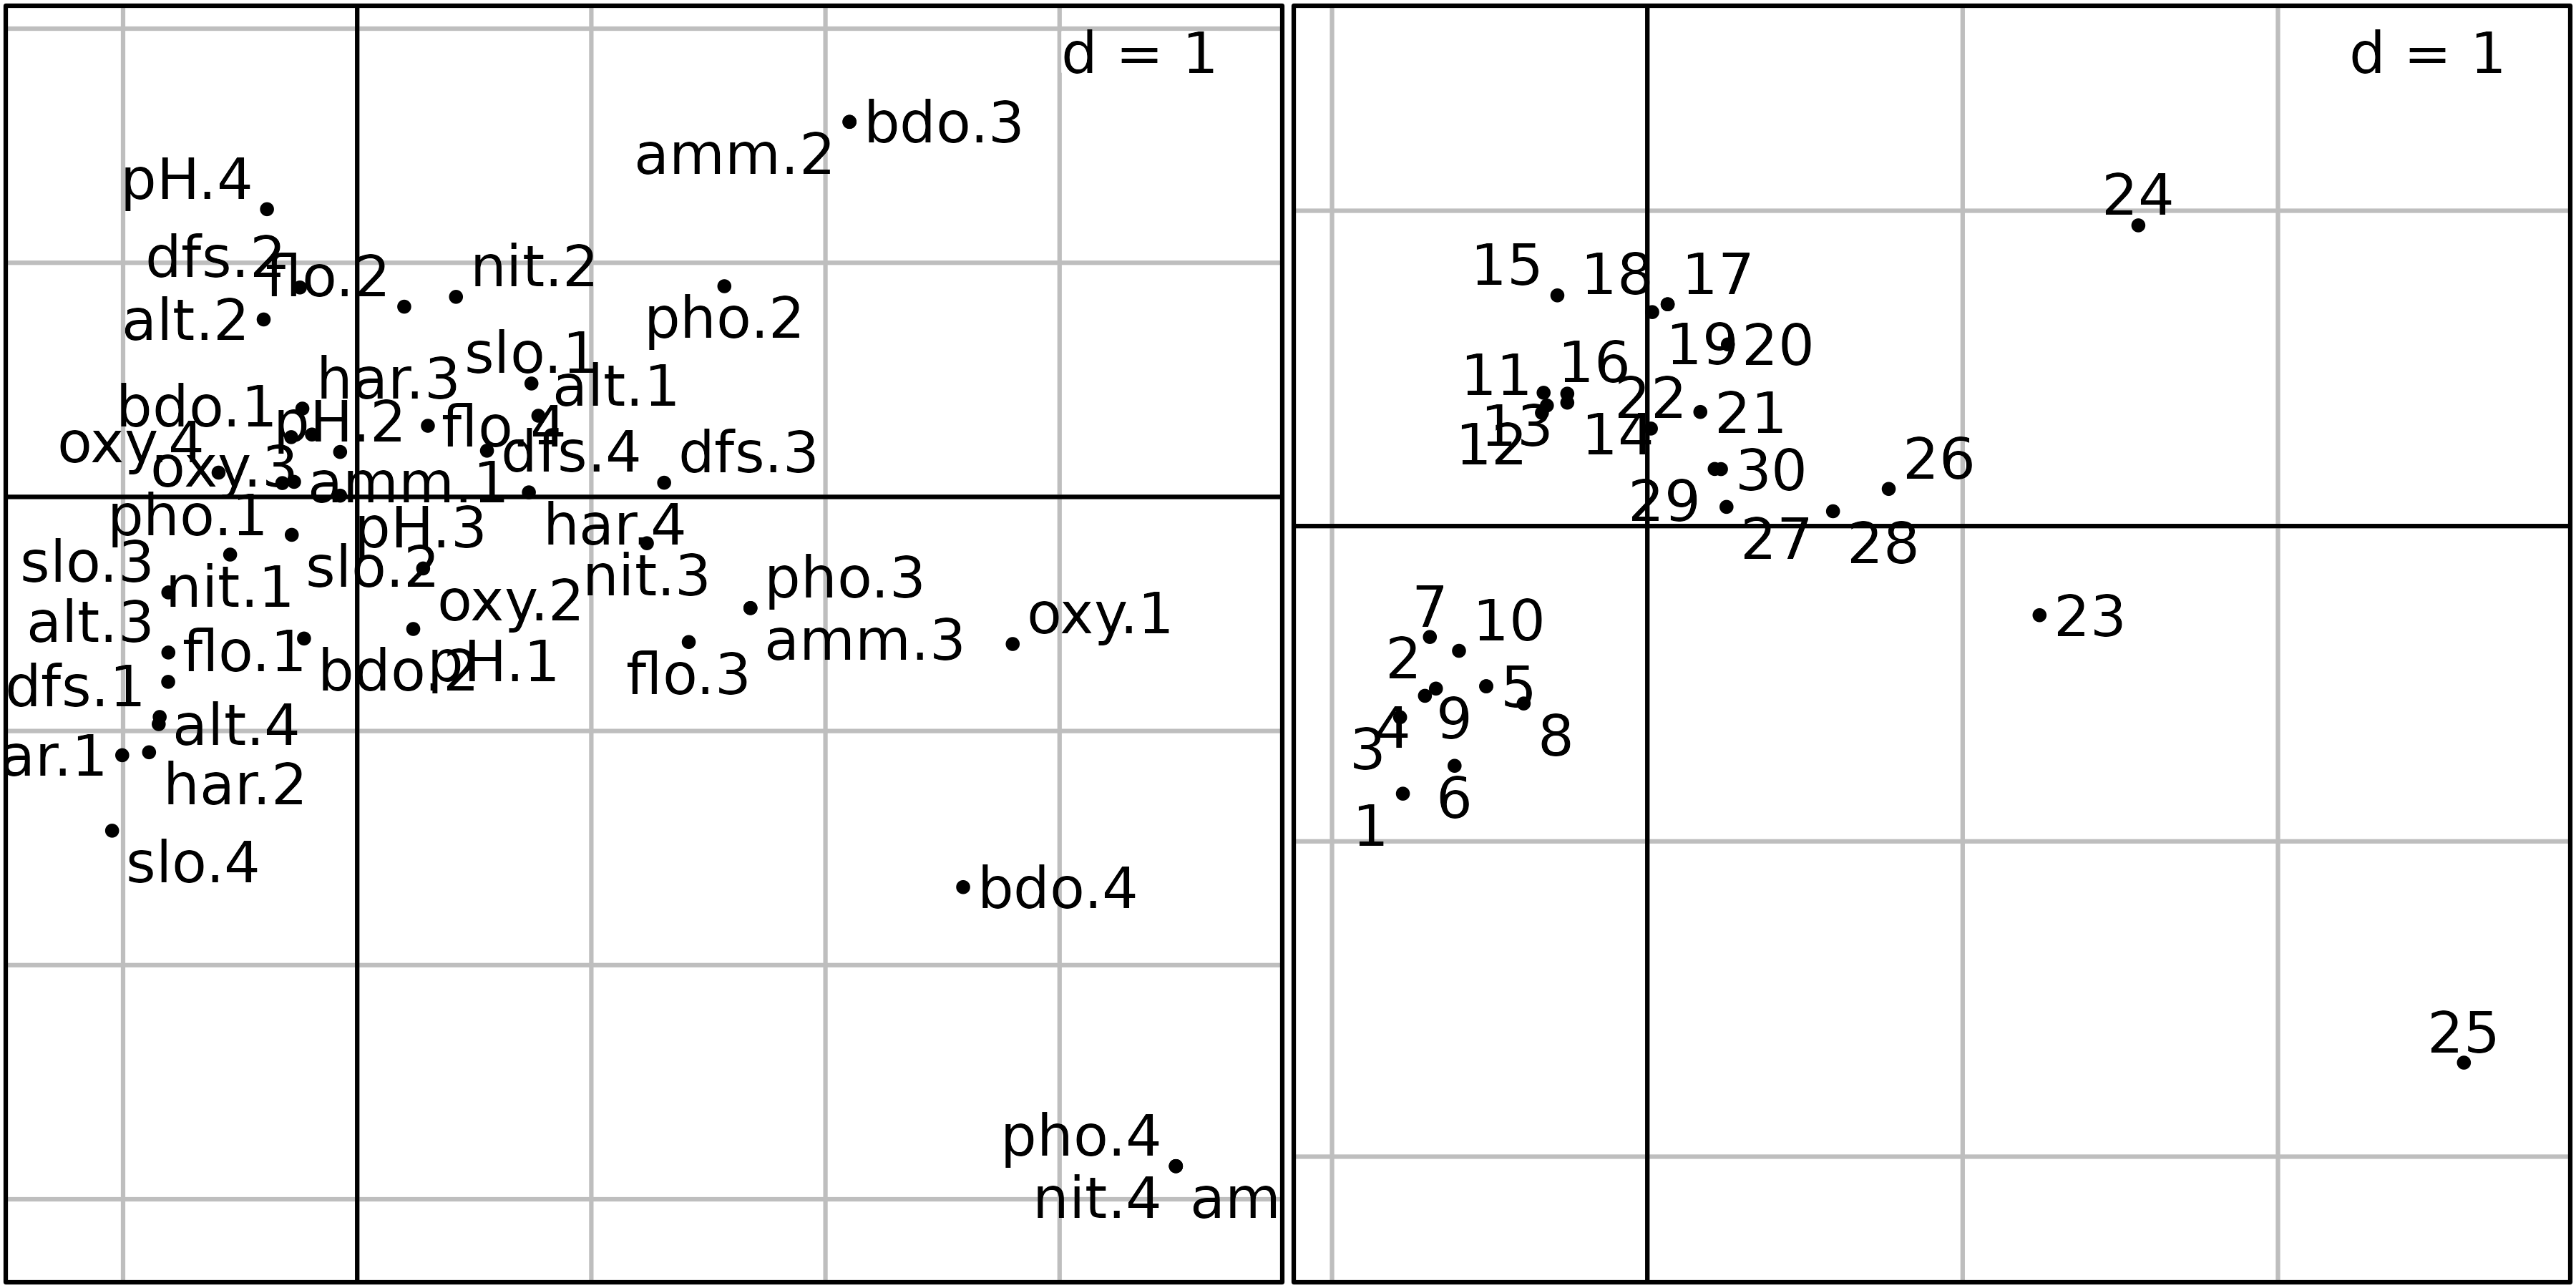 d = 1
bdo.3
amm.2
pH.4
dfs.2
flo.2
nit.2
alt.2
pho.2
slo.1
har.3
alt.1
bdo.1
pH.2
flo.4
oxy.4
oxy.3
dfs.4
dfs.3
amm.1
pho.1
pH.3
har.4
slo.3
nit.1
slo.2
nit.3
pho.3
alt.3
oxy.2
oxy.1
flo.1
bdo.2
pH.1
flo.3
amm.3
dfs.1
alt.4
ar.1
har.2
slo.4
bdo.4
pho.4
nit.4
am
d = 1
24
15
18
17
19
20
11
16
22
21
13
12
14
30
26
29
27
28
7
10
23
2
5
9
8
4
3
6
1
25